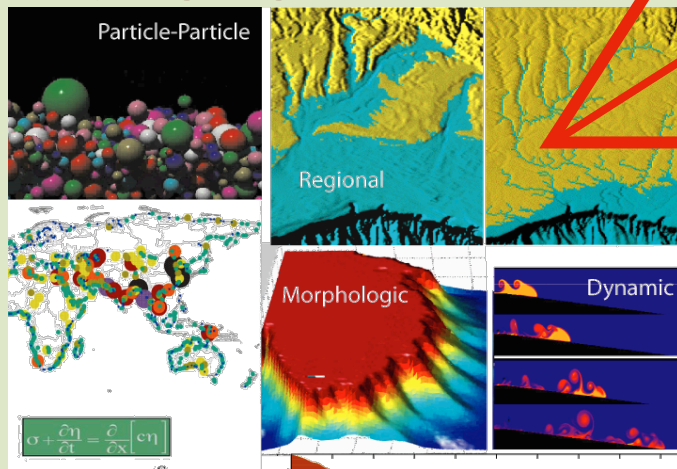 Particle-Particle
Regional
Morphologic
Dynamic
σ + ∂η/∂t = ∂/∂x [cη]